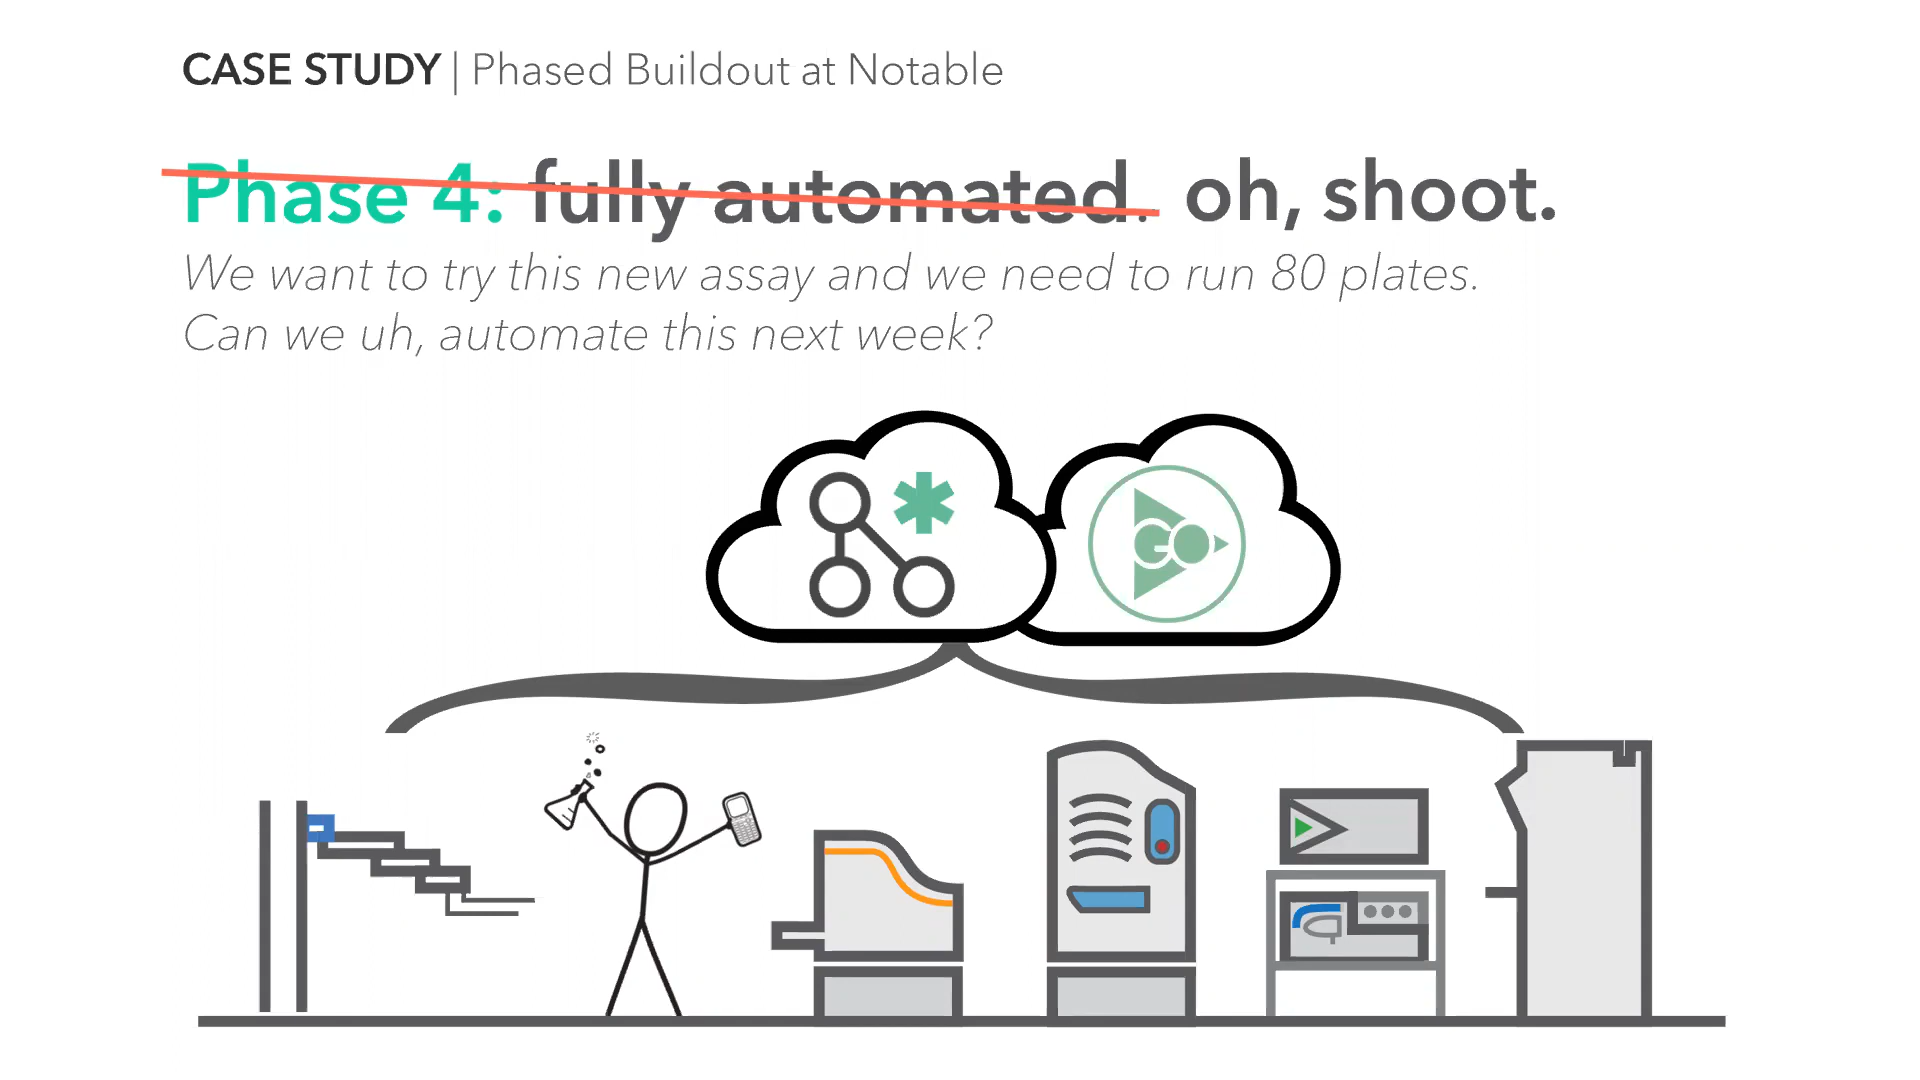 CASE STUDY | Phased Buildout at Notable
Phase 4: fully automated. oh, shoot.
We want to try this new assay and we need to run 80 plates.
Can we uh, automate this next week?
GO